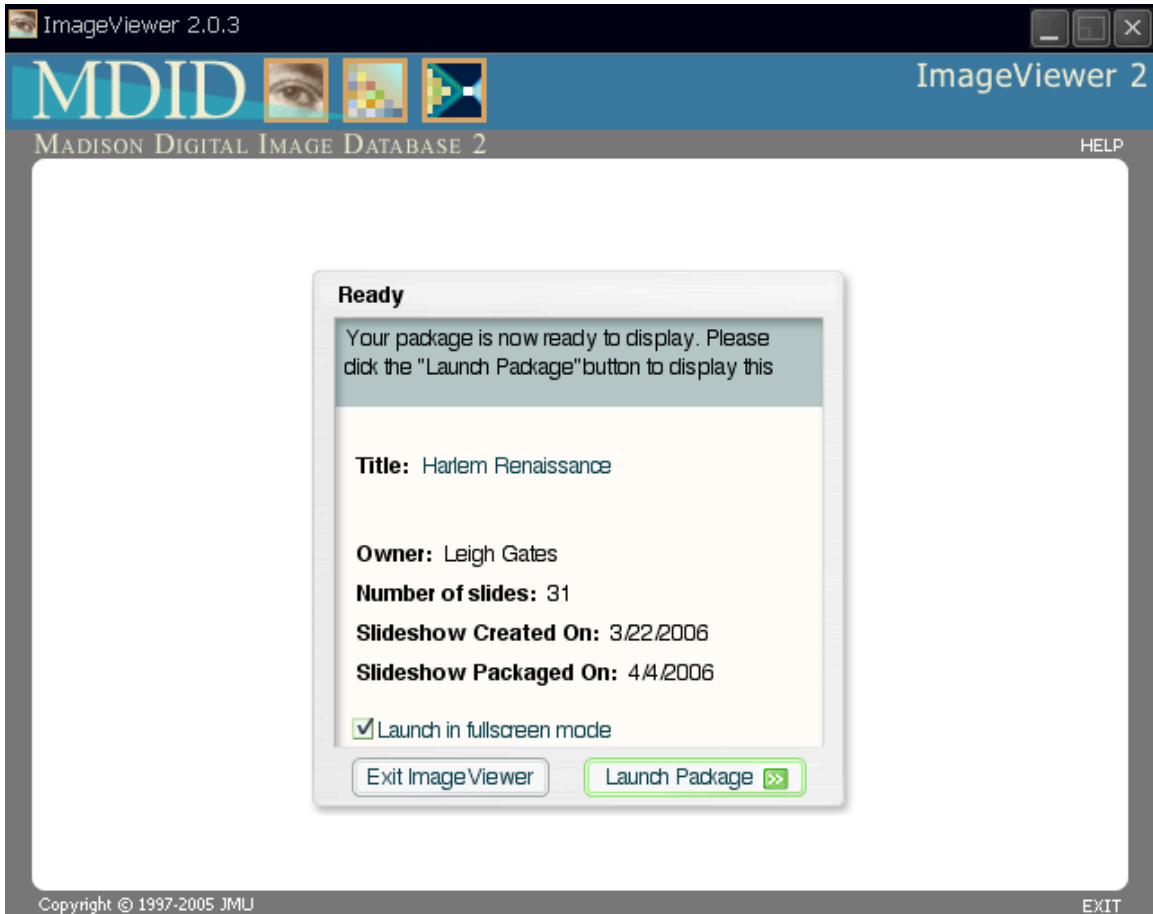 ImageViewer 2.0.3
MDID
ImageViewer 2
MADISON DIGITAL IMAGE DATABASE 2
HELP
Ready
Your package is now ready to display. Please
click the "Launch Package" button to display this
Title: Harlem Renaissance
Owner: Leigh Gates
Number of slides: 31
Slideshow Created On: 3/22/2006
Slideshow Packaged On: 4/4/2006
Launch in fullscreen mode
Exit ImageViewer
Launch Package
Copyright © 1997-2005 JMU
EXIT